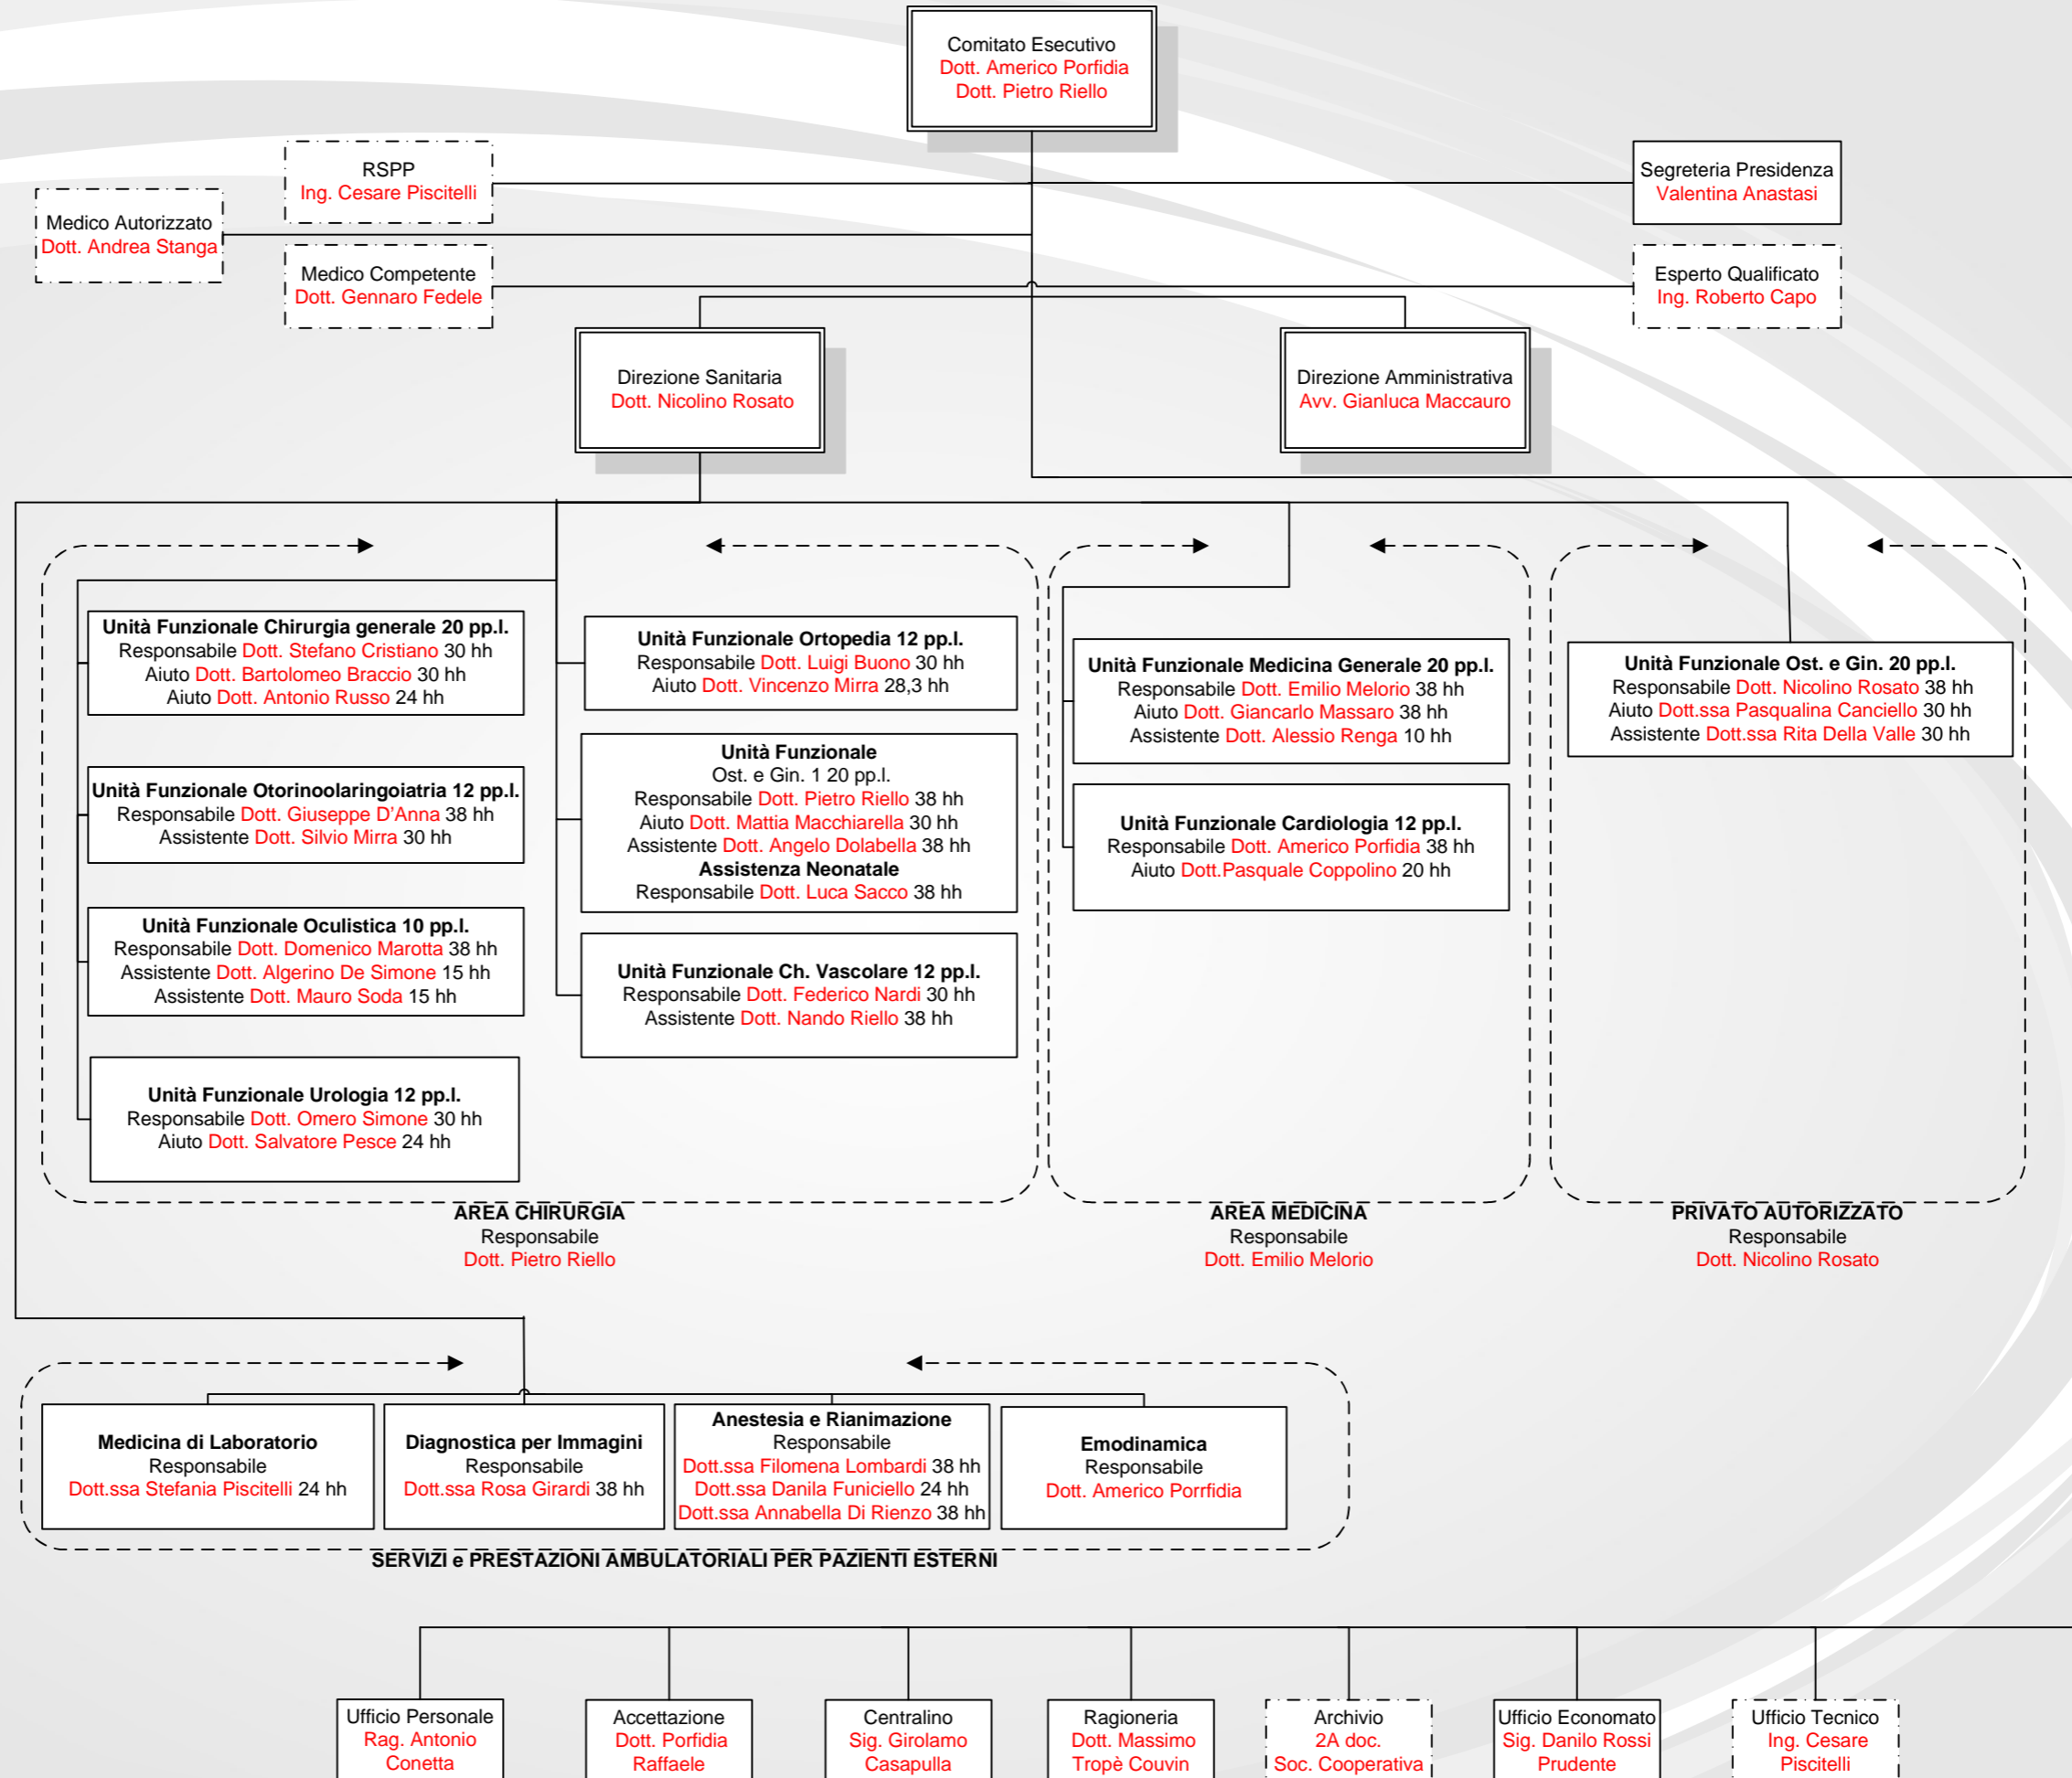 Comitato Esecutivo
Dott. Americo Porfidia
Dott. Pietro Riello
RSPP
Ing. Cesare Piscitelli
Segreteria Presidenza
Valentina Anastasi
Medico Autorizzato
Dott. Andrea Stanga
Medico Competente
Dott. Gennaro Fedele
Esperto Qualificato
Ing. Roberto Capo
Direzione Sanitaria
Dott. Nicolino Rosato
Direzione Amministrativa
Avv. Gianluca Maccauro
Unità Funzionale Chirurgia generale 20 pp.l.
Responsabile Dott. Stefano Cristiano 30 hh
Aiuto Dott. Bartolomeo Braccio 30 hh
Aiuto Dott. Antonio Russo 24 hh
Unità Funzionale Otorinoolaringoiatria 12 pp.l.
Responsabile Dott. Giuseppe D’Anna 38 hh
Assistente Dott. Silvio Mirra 30 hh
Unità Funzionale Oculistica 10 pp.l.
Responsabile Dott. Domenico Marotta 38 hh
Assistente Dott. Algerino De Simone 15 hh
Assistente Dott. Mauro Soda 15 hh
Unità Funzionale Urologia 12 pp.l.
Responsabile Dott. Omero Simone 30 hh
Aiuto Dott. Salvatore Pesce 24 hh
Unità Funzionale Ortopedia 12 pp.l.
Responsabile Dott. Luigi Buono 30 hh
Aiuto Dott. Vincenzo Mirra 28,3 hh
Unità Funzionale
Ost. e Gin. 1 20 pp.l.
Responsabile Dott. Pietro Riello 38 hh
Aiuto Dott. Mattia Macchiarella 30 hh
Assistente Dott. Angelo Dolabella 38 hh
Assistenza Neonatale
Responsabile Dott. Luca Sacco 38 hh
Unità Funzionale Ch. Vascolare 12 pp.l.
Responsabile Dott. Federico Nardi 30 hh
Assistente Dott. Nando Riello 38 hh
AREA CHIRURGIA
Responsabile
Dott. Pietro Riello
Unità Funzionale Medicina Generale 20 pp.l.
Responsabile Dott. Emilio Melorio 38 hh
Aiuto Dott. Giancarlo Massaro 38 hh
Assistente Dott. Alessio Renga 10 hh
Unità Funzionale Cardiologia 12 pp.l.
Responsabile Dott. Americo Porfidia 38 hh
Aiuto Dott.Pasquale Coppolino 20 hh
AREA MEDICINA
Responsabile
Dott. Emilio Melorio
Unità Funzionale Ost. e Gin. 20 pp.l.
Responsabile Dott. Nicolino Rosato 38 hh
Aiuto Dott.ssa Pasqualina Canciello 30 hh
Assistente Dott.ssa Rita Della Valle 30 hh
PRIVATO AUTORIZZATO
Responsabile
Dott. Nicolino Rosato
Medicina di Laboratorio
Responsabile
Dott.ssa Stefania Piscitelli 24 hh
Diagnostica per Immagini
Responsabile
Dott.ssa Rosa Girardi 38 hh
Anestesia e Rianimazione
Responsabile
Dott.ssa Filomena Lombardi 38 hh
Dott.ssa Danila Funiciello 24 hh
Dott.ssa Annabella Di Rienzo 38 hh
Emodinamica
Responsabile
Dott. Americo Porrfidia
SERVIZI e PRESTAZIONI AMBULATORIALI PER PAZIENTI ESTERNI
Ufficio Personale
Rag. Antonio
Conetta
Accettazione
Dott. Porfidia
Raffaele
Centralino
Sig. Girolamo
Casapulla
Ragioneria
Dott. Massimo
Tropè Couvin
Archivio
2A doc.
Soc. Cooperativa
Ufficio Economato
Sig. Danilo Rossi
Prudente
Ufficio Tecnico
Ing. Cesare
Piscitelli